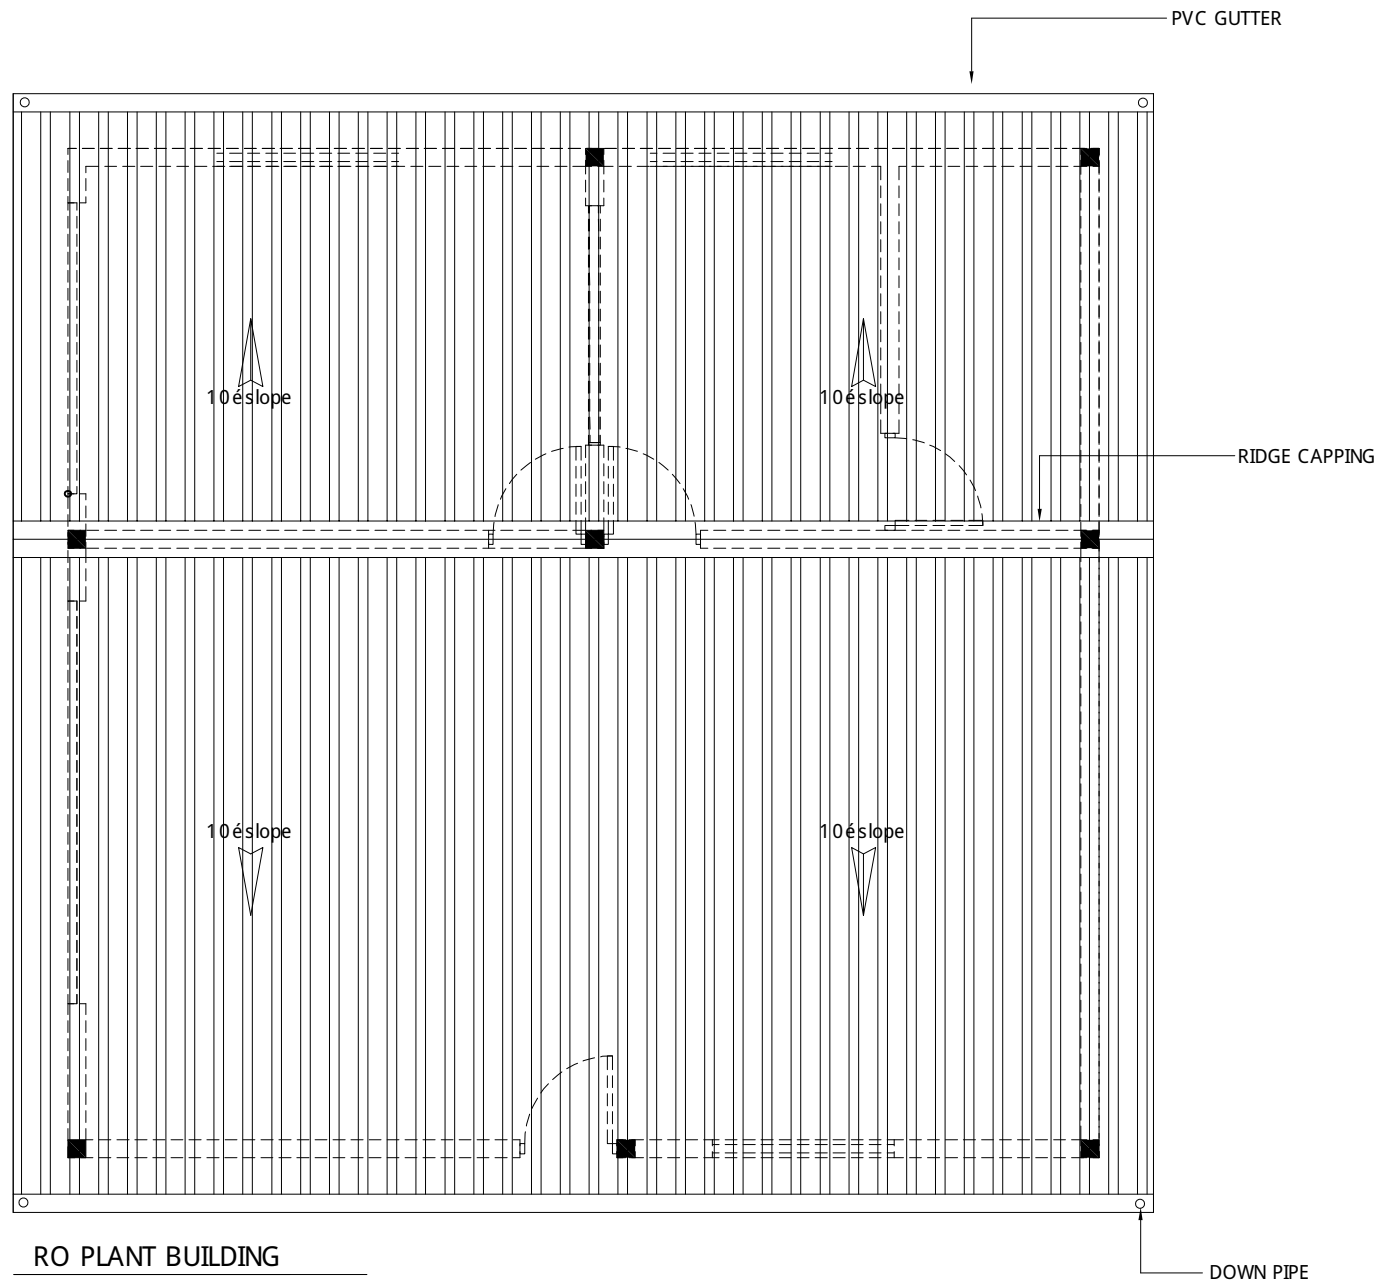 PVC GUTTER
10éslope
10éslope
RIDGE CAPPING
10éslope
10éslope
RO PLANT BUILDING
DOWN PIPE